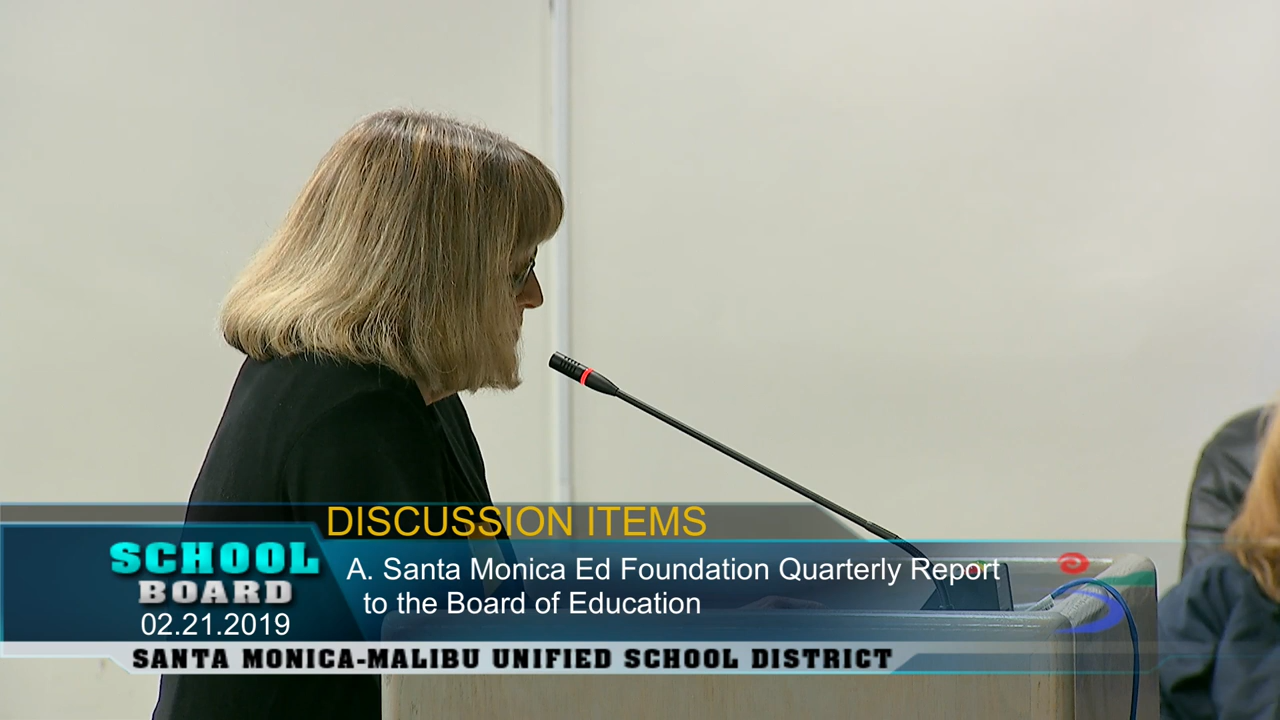 DISCUSSION ITEMS
SCHOOL
BOARD
02.21.2019
A. Santa Monica Ed Foundation Quarterly Report
to the Board of Education
SANTA MONICA-MALIBU UNIFIED SCHOOL DISTRICT